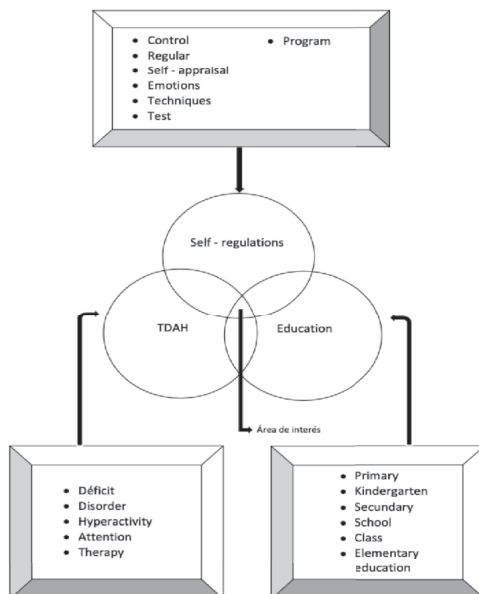 Control
Regular
Self - appraisal
Emotions
Techniques
Test
Program
Self - regulations
TDAH
Education
Área de interés
Déficit
Disorder
Hyperactivity
Attention
Therapy
Primary
Kindergarten
Secundary
School
Class
Elementary
education